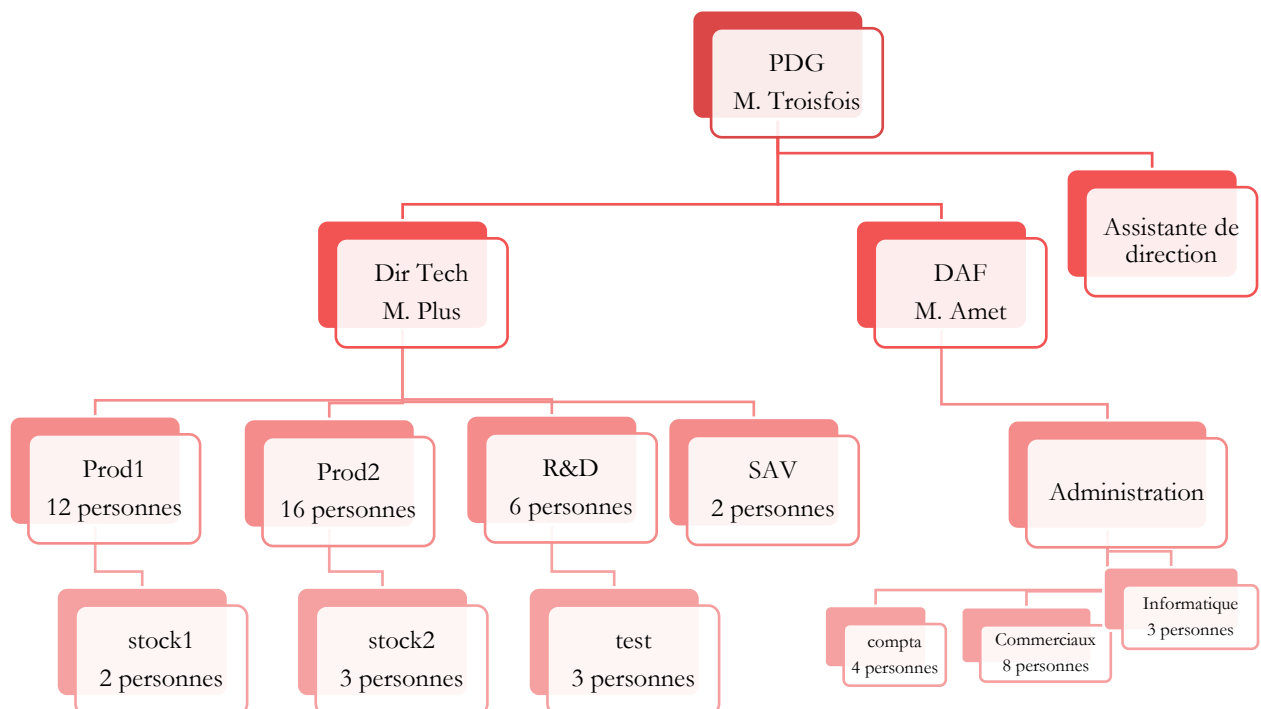 PDG
M. Troisfois
Assistante de
direction
Dir Tech
M. Plus
DAF
M. Amet
Prod1
12 personnes
Prod2
16 personnes
R&D
6 personnes
SAV
2 personnes
Administration
stock1
2 personnes
stock2
3 personnes
test
3 personnes
compta
4 personnes
Commerciaux
8 personnes
Informatique
3 personnes